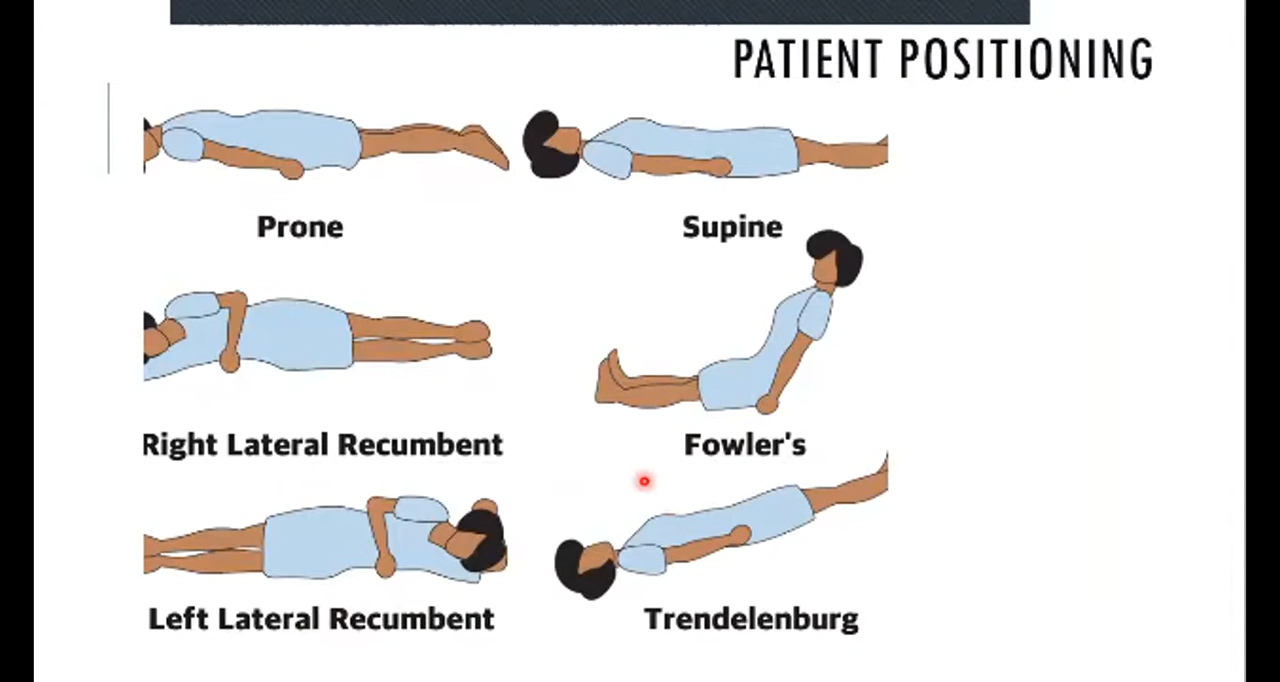 PATIENT POSITIONING
Prone
Supine
Right Lateral Recumbent
Fowler's
Left Lateral Recumbent
Trendelenburg